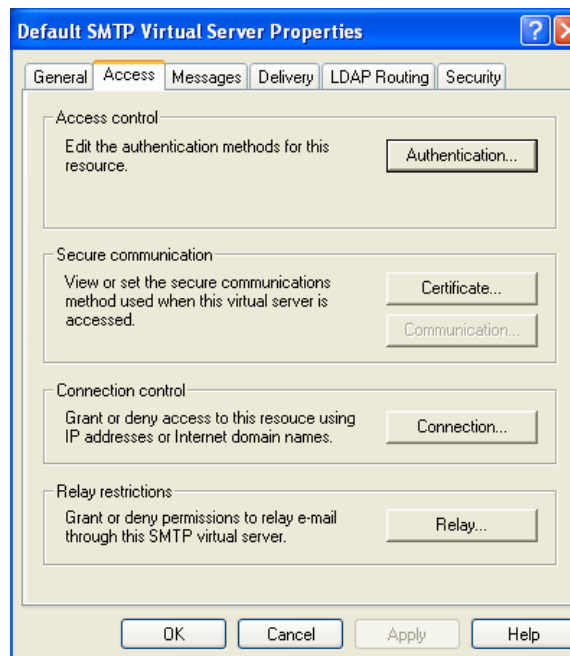 Default SMTP Virtual Server Properties
General Access Messages Delivery LDAP Routing Security
Access control
Edit the authentication methods for this
resource.
Authentication...
Secure communication
View or set the secure communications
method used when this virtual server is
accessed.
Certificate...
Communication...
Connection control
Grant or deny access to this resouce using
IP addresses or Internet domain names.
Connection...
Relay restrictions
Grant or deny permissions to relay e-mail
through this SMTP virtual server.
Relay...
OK Cancel Apply Help